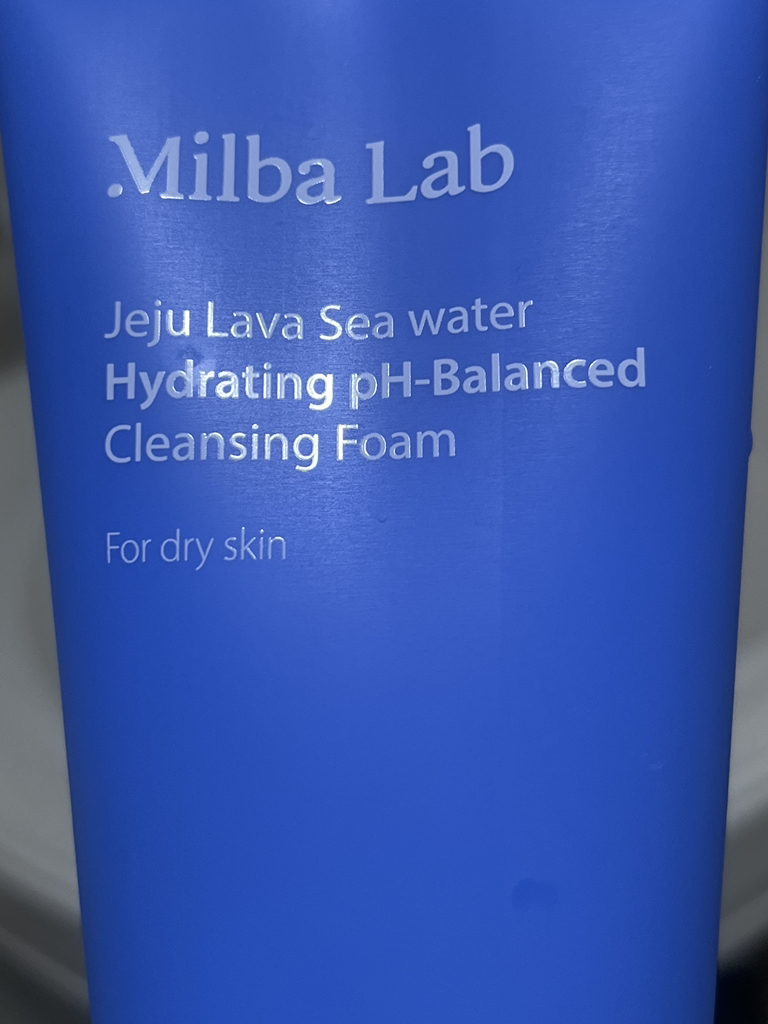 Milba Lab
Jeju Lava Sea water
Hydrating pH-Balanced
Cleansing Foam
For dry skin